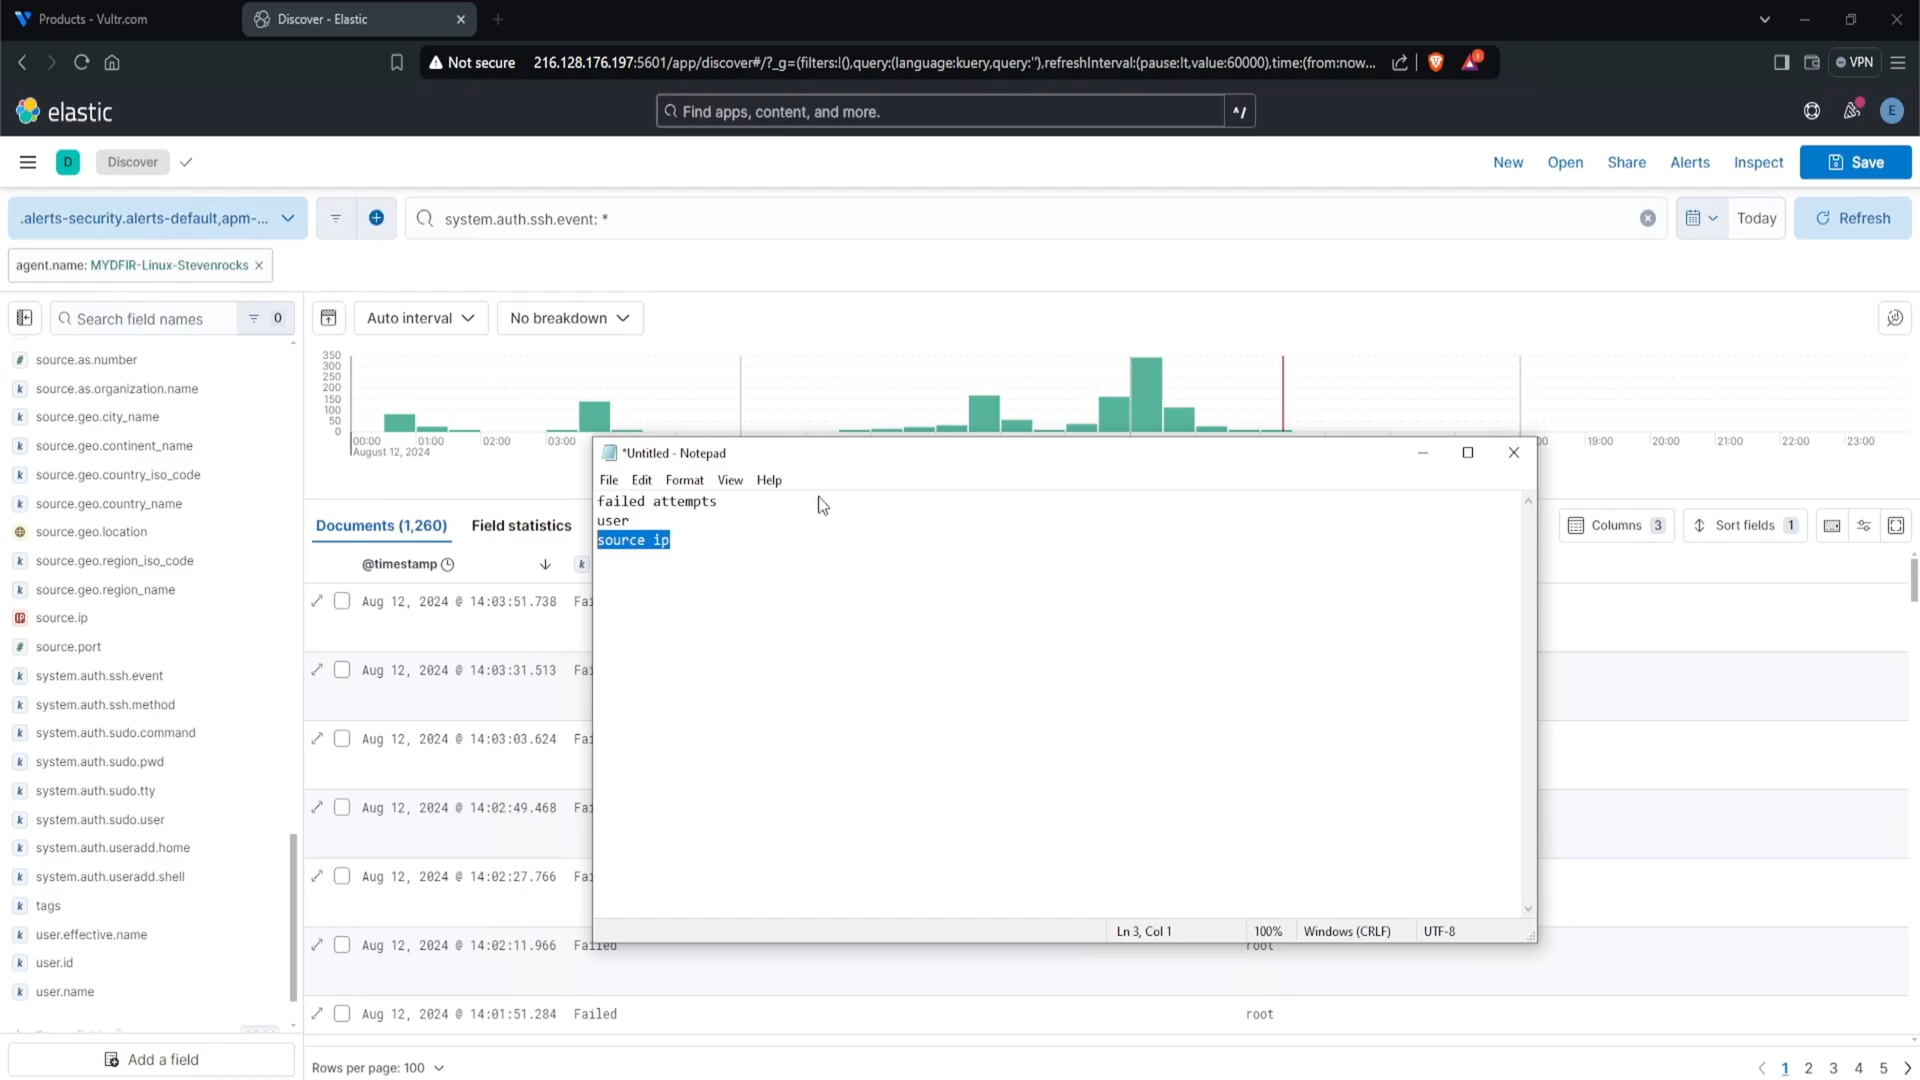 Products - Vultr.com
Discover - Elastic
Not secure
216.128.176.197:5601/app/discover#/?_g=(filters:!(),query:(language:kuery,query:''),refreshInterval:(pause:!t,value:60000),time:(from:now...
1
VPN
elastic
Find apps, content, and more.
^/
E
D
Discover
New
Open
Share
Alerts
Inspect
Save
.alerts-security.alerts-default,apm-...
system.auth.ssh.event: *
Today
Refresh
agent.name: MYDFIR-Linux-Stevenrocks
Search field names
0
Auto interval
No breakdown
350
300
250
200
150
100
50
0
00:00
01:00
02:00
03:00
19:00
20:00
21:00
22:00
23:00
August 12, 2024
# source.as.number
k source.as.organization.name
k source.geo.city_name
k source.geo.continent_name
k source.geo.country_iso_code
k source.geo.country_name
source.geo.location
k source.geo.region_iso_code
k source.geo.region_name
IP source.ip
# source.port
k system.auth.ssh.event
k system.auth.ssh.method
k system.auth.sudo.command
k system.auth.sudo.pwd
k system.auth.sudo.tty
k system.auth.sudo.user
k system.auth.useradd.home
k system.auth.useradd.shell
k tags
k user.effective.name
k user.id
k user.name
Add a field
*Untitled - Notepad
File Edit Format View Help
failed attempts
user
source ip
Ln 3, Col 1
100%
Windows (CRLF)
UTF-8
Documents (1,260)
Field statistics
Columns 3
Sort fields 1
@timestamp
k
Aug 12, 2024 @ 14:03:51.738 Fai
Aug 12, 2024 @ 14:03:31.513 Fai
Aug 12, 2024 @ 14:03:03.624 Fai
Aug 12, 2024 @ 14:02:49.468 Fai
Aug 12, 2024 @ 14:02:27.766 Fai
Aug 12, 2024 @ 14:02:11.966 Failed root
Aug 12, 2024 @ 14:01:51.284 Failed root
Rows per page: 100
1 2 3 4 5